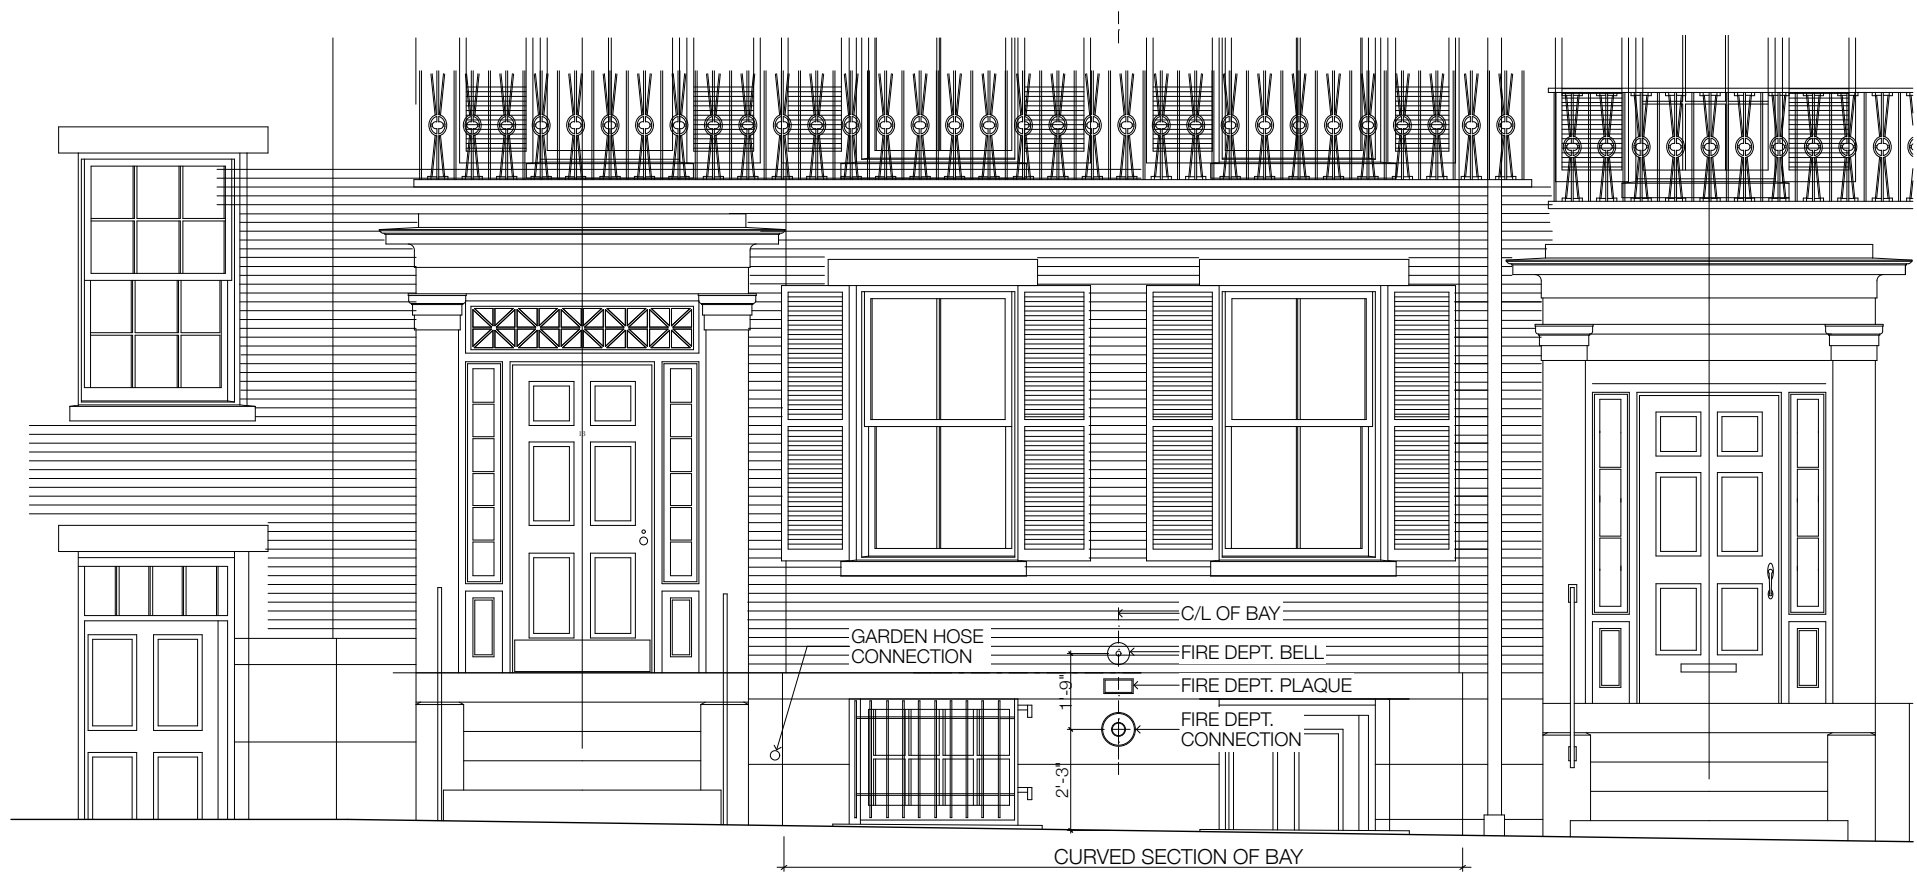 C/L OF BAY
GARDEN HOSE
CONNECTION
FIRE DEPT. BELL
FIRE DEPT. PLAQUE
1'-9"
FIRE DEPT.
CONNECTION
2'-3"
CURVED SECTION OF BAY